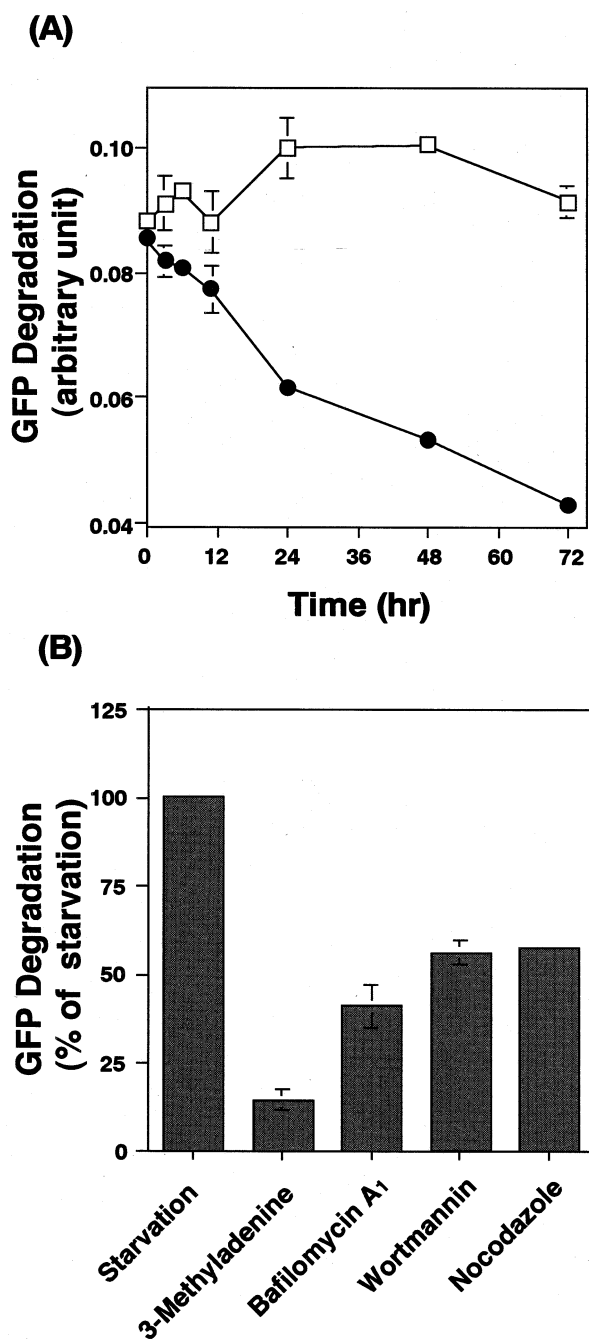 (A)
GFP Degradation
(arbitrary unit)
0.10
0.08
0.06
0.04
0 12 24 36 48 60 72
Time (hr)
(B)
GFP Degradation
(% of starvation)
125
100
75
50
25
0
Starvation
3-Methyladenine
Bafilomycin A1
Wortmannin
Nocodazole